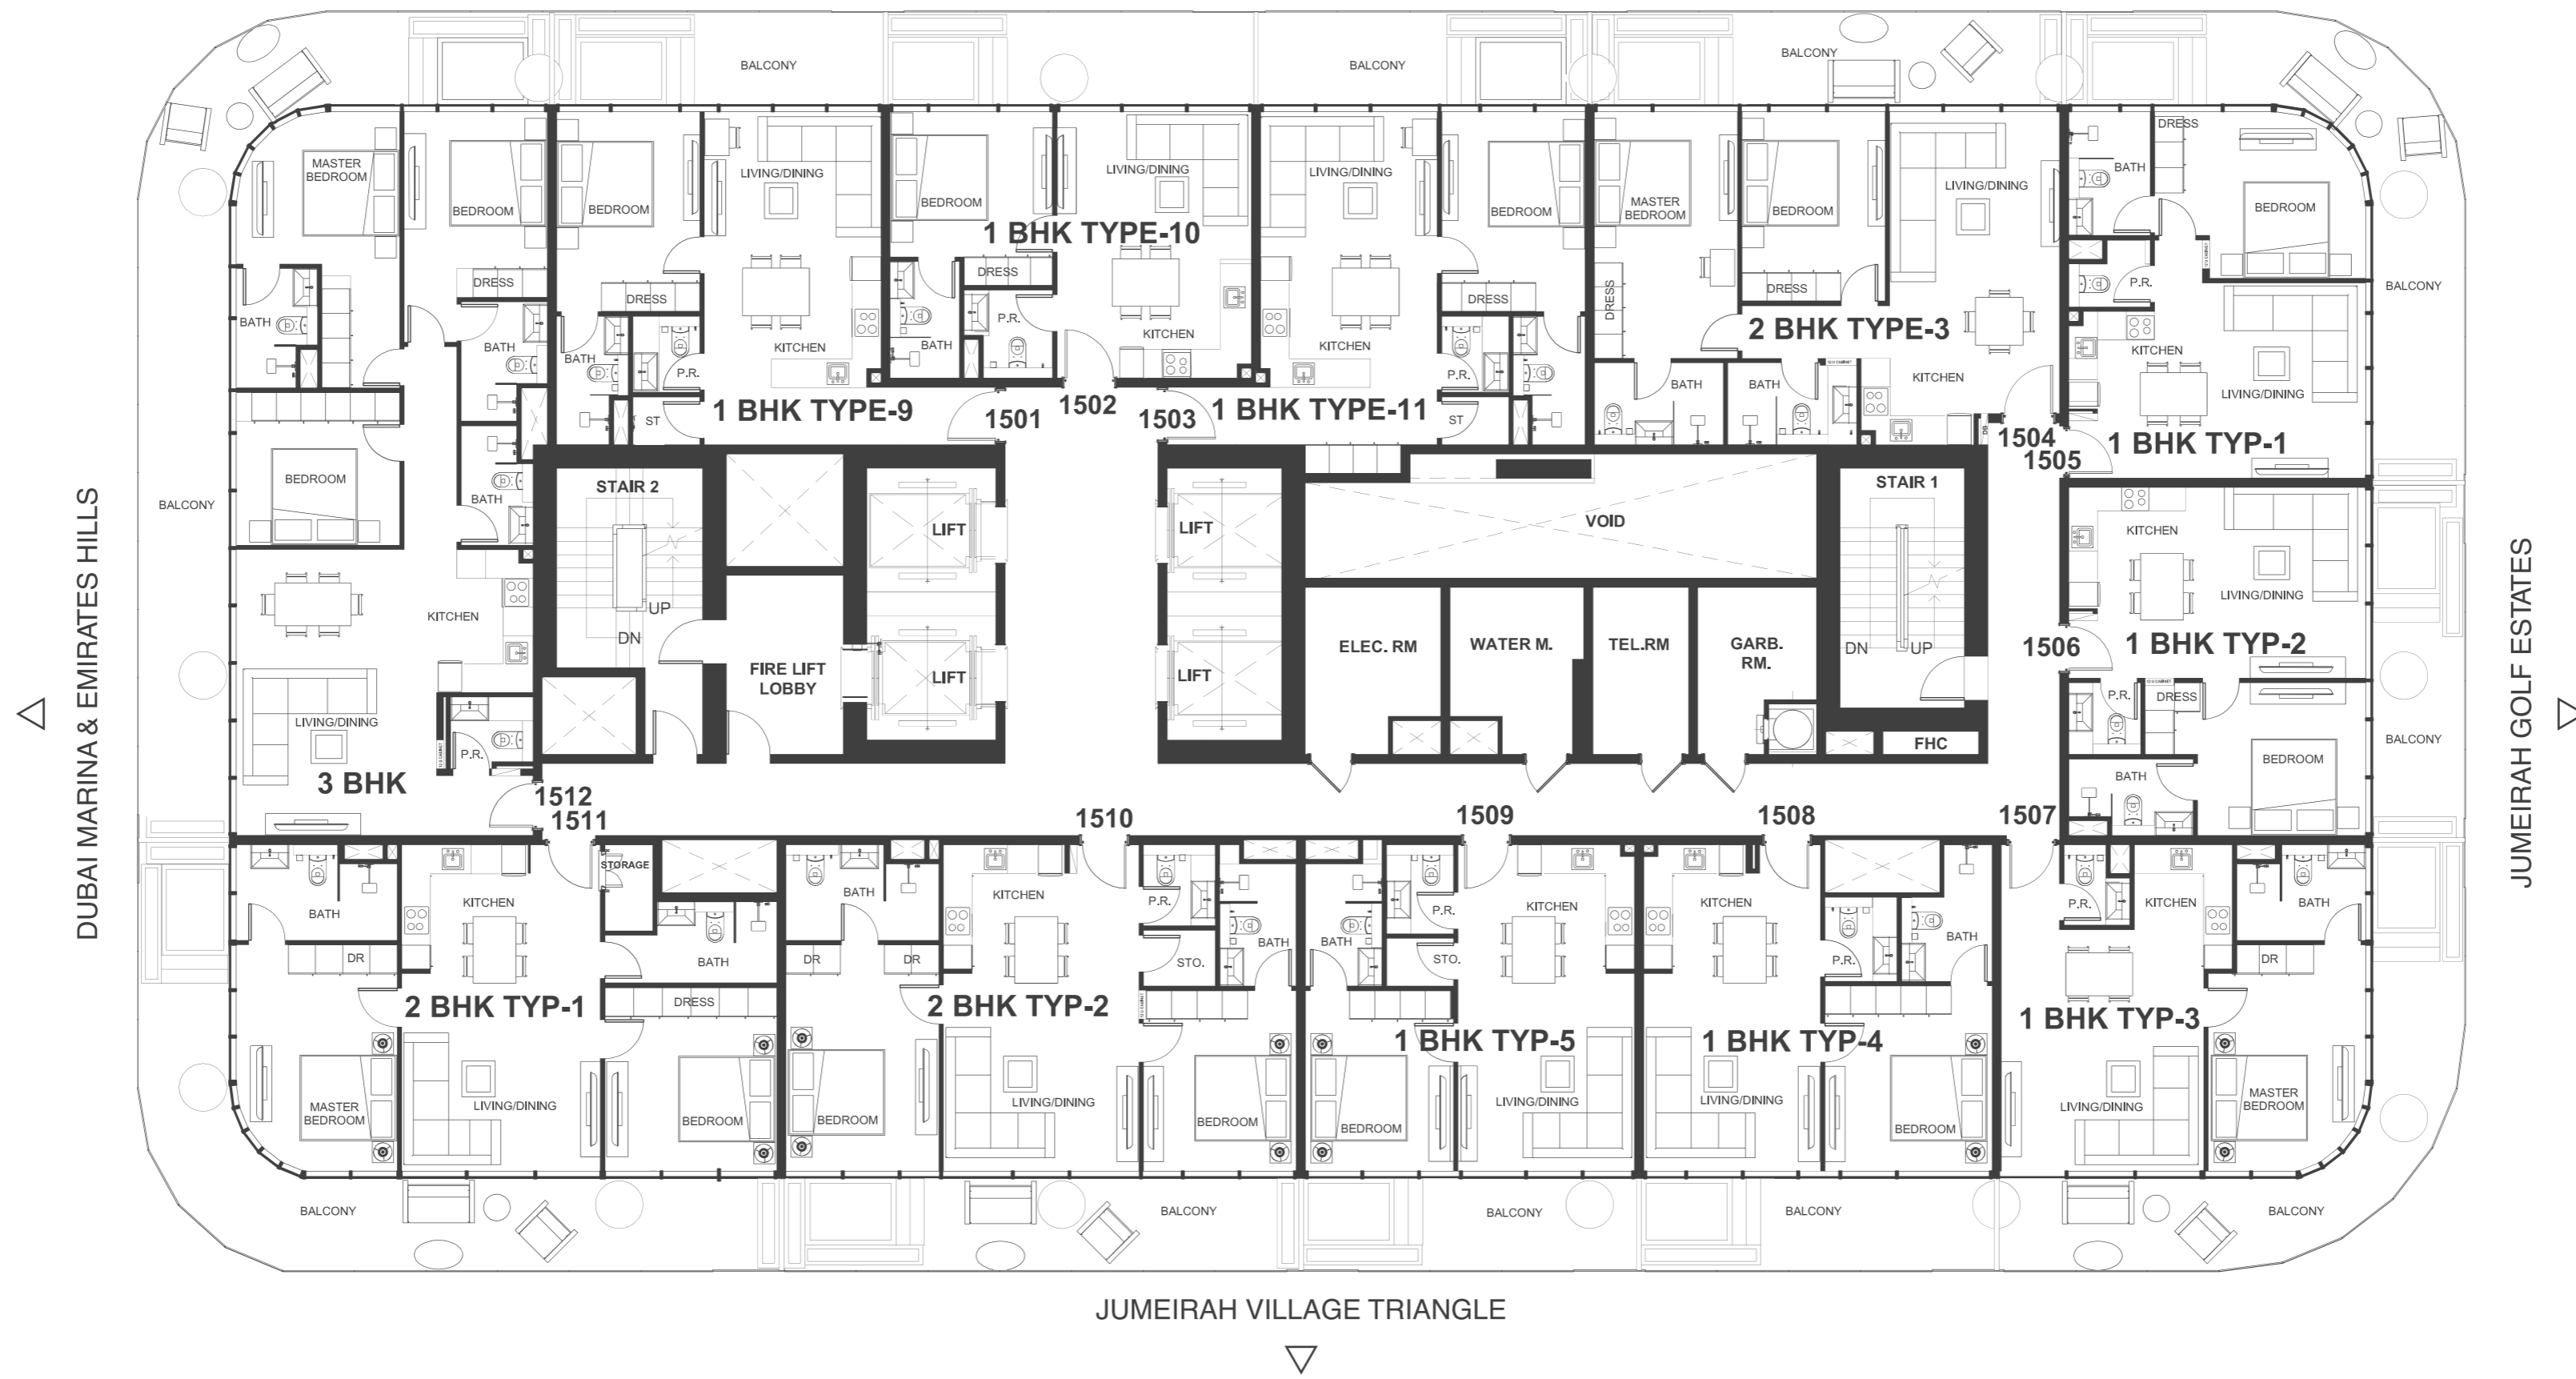 BALCONY
BALCONY
BALCONY
MASTER
BEDROOM
BEDROOM
BEDROOM
LIVING/DINING
BEDROOM
LIVING/DINING
LIVING/DINING
BEDROOM
MASTER
BEDROOM
BEDROOM
LIVING/DINING
DRESS
BATH
BEDROOM
1 BHK TYPE-10
DRESS
DRESS
DRESS
DRESS
DRESS
DRESS
P.R.
BALCONY
BATH
BATH
BATH
P.R.
KITCHEN
BATH
P.R.
KITCHEN
KITCHEN
P.R.
2 BHK TYPE-3
BATH
BATH
KITCHEN
KITCHEN
LIVING/DINING
ST
1 BHK TYPE-9
1501
1502
1503
1 BHK TYPE-11
ST
DB
1504
1505
1 BHK TYP-1
BEDROOM
BATH
BALCONY
STAIR 2
LIFT
LIFT
VOID
STAIR 1
KITCHEN
LIVING/DINING
KITCHEN
UP
DN
FIRE LIFT
LOBBY
LIFT
LIFT
ELEC. RM
WATER M.
TEL.RM
GARB.
RM.
DN
UP
1506
1 BHK TYP-2
P.R.
DRESS
LIVING/DINING
P.R.
3 BHK
FHC
BEDROOM
BALCONY
BATH
1512
1511
1510
1509
1508
1507
STORAGE
BATH
KITCHEN
BATH
KITCHEN
P.R.
BATH
STO.
BATH
P.R.
STO.
KITCHEN
KITCHEN
P.R.
BATH
P.R.
KITCHEN
BATH
DR
BATH
DR
DR
DR
2 BHK TYP-1
DRESS
2 BHK TYP-2
1 BHK TYP-5
1 BHK TYP-4
1 BHK TYP-3
MASTER
BEDROOM
LIVING/DINING
BEDROOM
BEDROOM
LIVING/DINING
BEDROOM
BEDROOM
LIVING/DINING
LIVING/DINING
BEDROOM
LIVING/DINING
MASTER
BEDROOM
BALCONY
BALCONY
BALCONY
BALCONY
BALCONY
DUBAI MARINA & EMIRATES HILLS
JUMEIRAH GOLF ESTATES
JUMEIRAH VILLAGE TRIANGLE